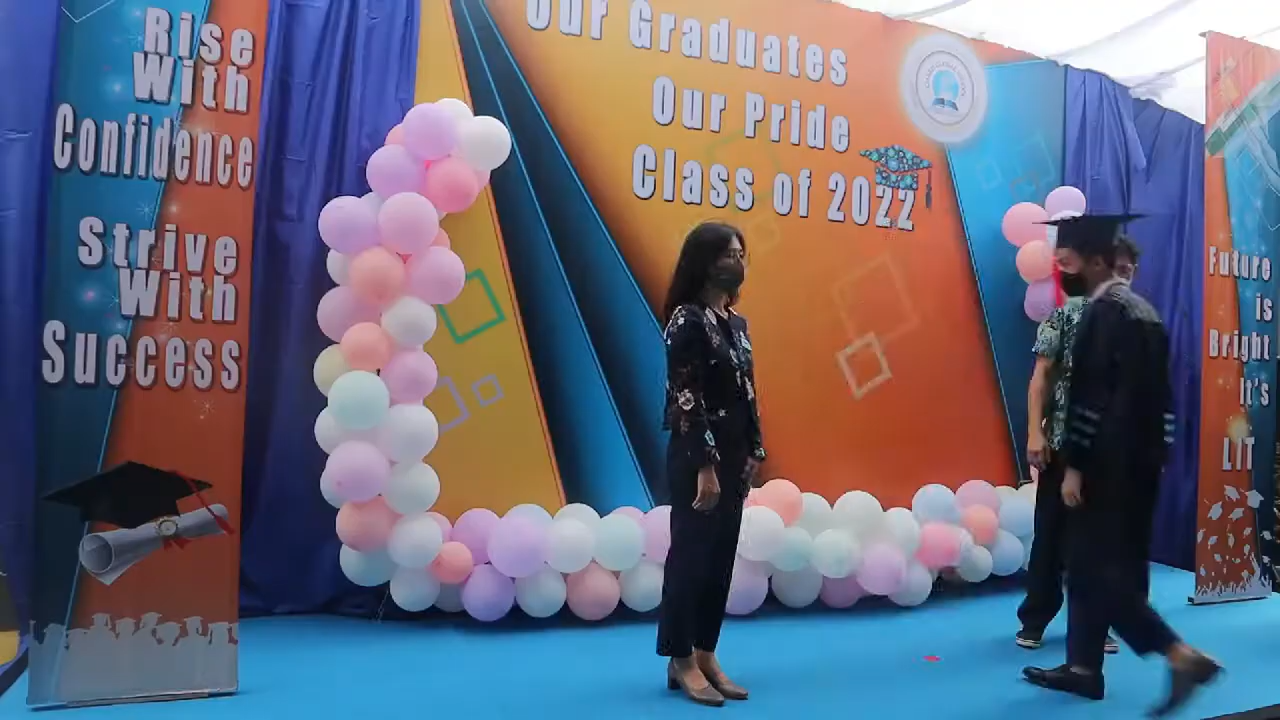 Rise
With
Confidence
Strive
With
Success
Our Graduates
Our Pride
Class of 2022
Future
is
Bright
It's
LIT